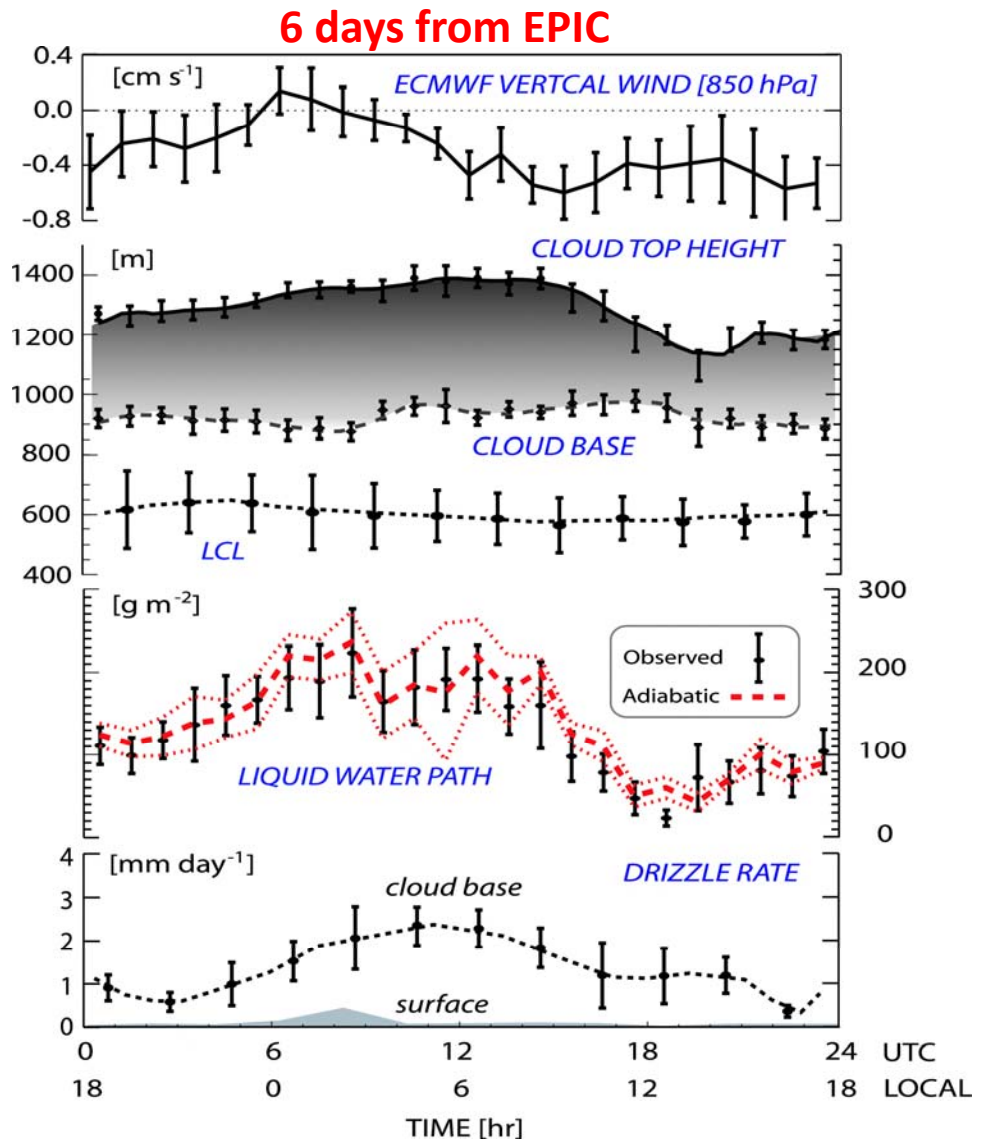 6 days from EPIC
0.4
[cm s⁻¹]
ECMWF VERTCAL WIND [850 hPa]
0.0
-0.4
-0.8
CLOUD TOP HEIGHT
[m]
1400
1200
1000
CLOUD BASE
800
600
LCL
400
[g m⁻²]
300
Observed
200
Adiabatic
100
LIQUID WATER PATH
0
4
[mm day⁻¹]
DRIZZLE RATE
cloud base
3
2
1
surface
0
0 6 12 18 24 UTC
18 0 6 12 18 LOCAL
TIME [hr]